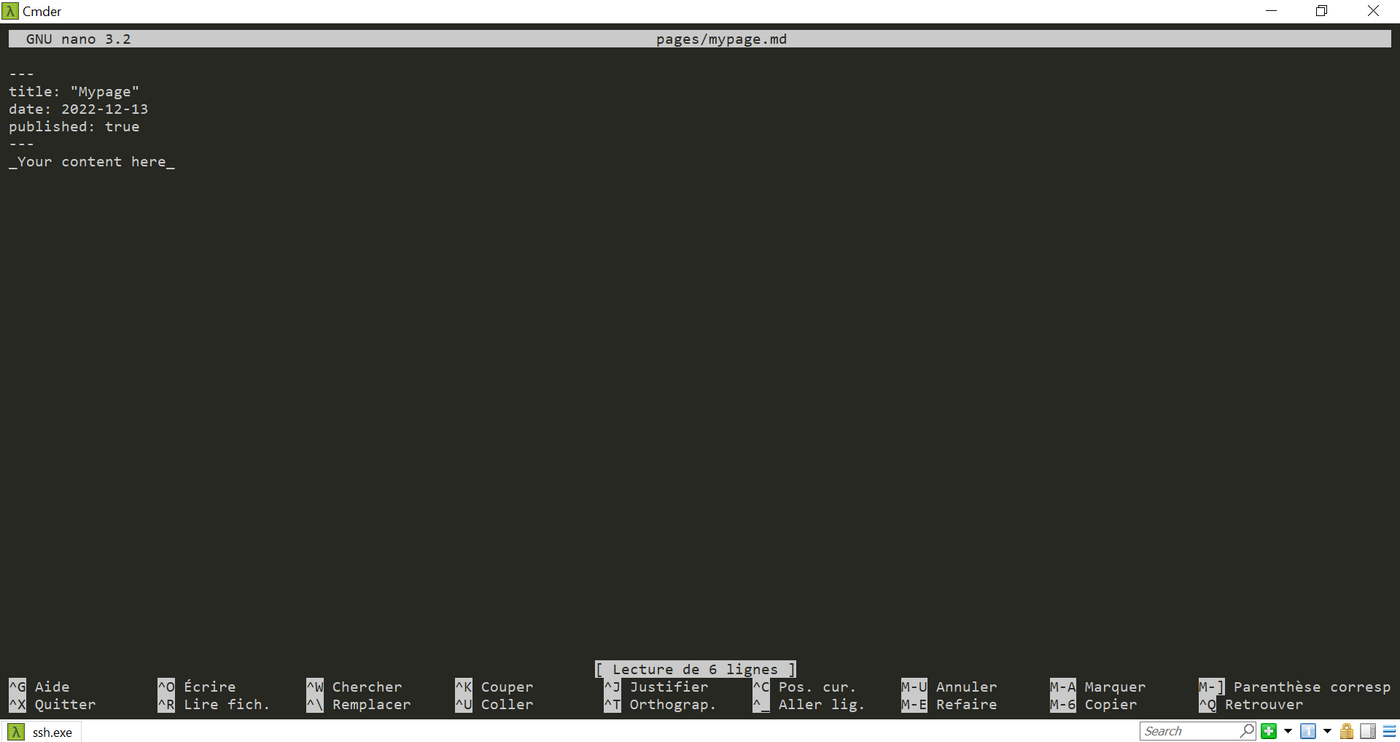 Cmder
GNU nano 3.2 pages/mypage.md
---
title: "Mypage"
date: 2022-12-13
published: true
---
_Your content here_
[ Lecture de 6 lignes ]
^G Aide ^O Écrire ^W Chercher ^K Couper ^J Justifier ^C Pos. cur. M-U Annuler M-A Marquer M-] Parenthèse corresp
^X Quitter ^R Lire fich. ^\ Remplacer ^U Coller ^T Orthograp. ^_ Aller lig. M-E Refaire M-6 Copier ^Q Retrouver
ssh.exe Search